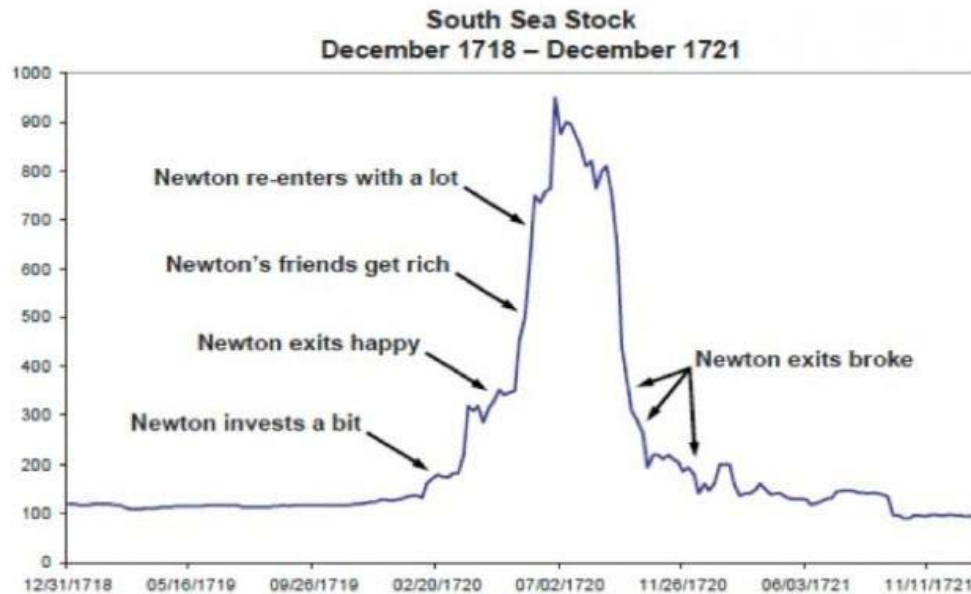 South Sea Stock
December 1718 – December 1721
1000
900
800
700
600
500
400
300
200
100
0
Newton re-enters with a lot
Newton's friends get rich
Newton exits happy
Newton invests a bit
Newton exits broke
12/31/1718 05/16/1719 09/26/1719 02/20/1720 07/02/1720 11/26/1720 06/03/1721 11/11/1721